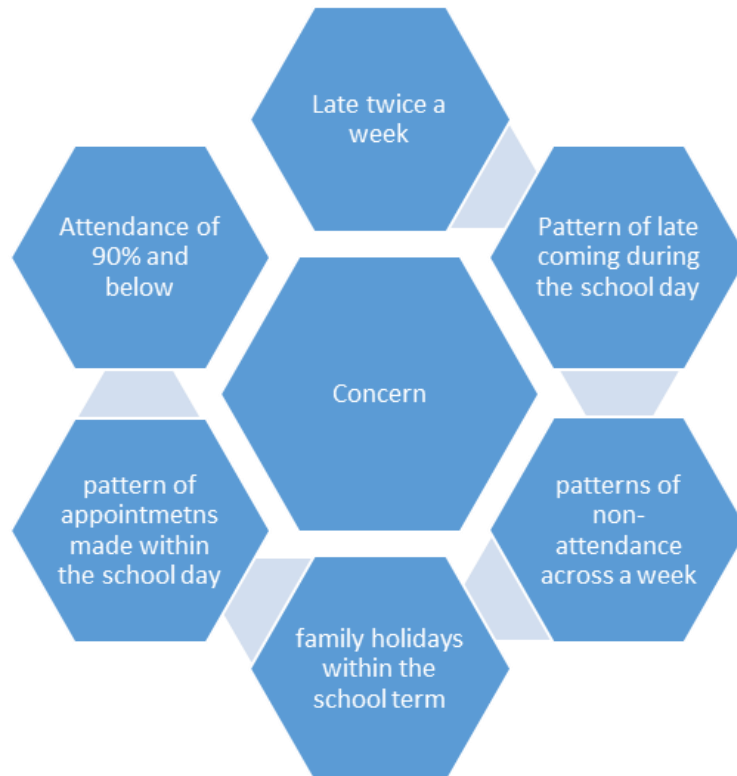 Late twice a
week
Pattern of late
coming during
the school day
patterns of
non-
attendance
across a week
family holidays
within the
school term
pattern of
appointmetns
made within
the school day
Attendance of
90% and
below
Concern